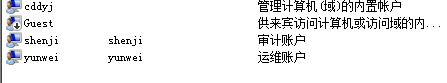 cddyj 管理计算机(域)的内置帐户
Guest 供来宾访问计算机或访问域的内...
shenji shenji 审计账户
yunwei yunwei 运维账户